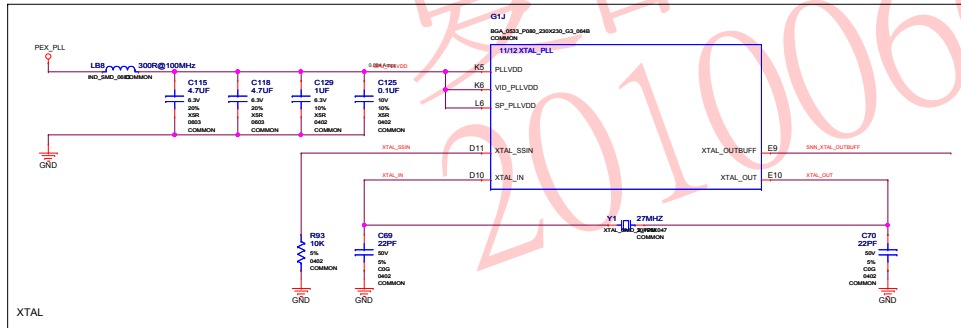 G1J
BGA_0533_P080_230X230_G3_064B
COMMON
11/12 XTAL_PLL
PEX_PLL
LB8 300R@100MHz
COMMON
K5 PLLVDD
K6 VID_PLLVDD
L6 SP_PLLVDD
C115
4.7UF
6.3V
20%
X5R
0603
COMMON
C118
4.7UF
6.3V
20%
X5R
0603
COMMON
C129
1UF
6.3V
10%
X5R
0402
COMMON
C125
0.1UF
10V
10%
X5R
0402
COMMON
GND
XTAL_SSIN D11 XTAL_SSIN
XTAL_OUTBUFF E9 SNN_XTAL_OUTBUFF
XTAL_IN D10 XTAL_IN
XTAL_OUT E10 XTAL_OUT
Y1 27MHZ
COMMON
R93
10K
5%
0402
COMMON
GND
C69
22PF
50V
5%
C0G
0402
COMMON
GND
C70
22PF
50V
5%
C0G
0402
COMMON
GND
XTAL
201006